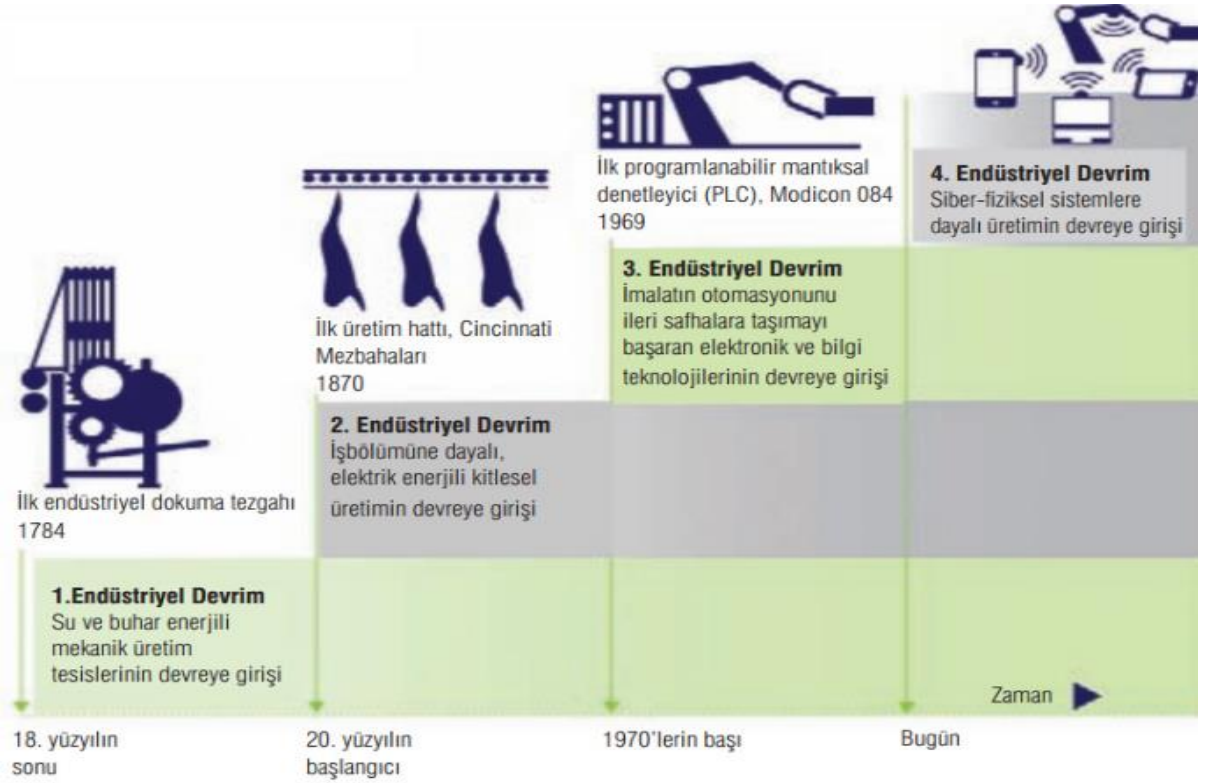 İlk endüstriyel dokuma tezgahı
1784
1.Endüstriyel Devrim
Su ve buhar enerjili
mekanik üretim
tesislerinin devreye girişi
18. yüzyılın
sonu
İlk üretim hattı, Cincinnati
Mezbahaları
1870
2. Endüstriyel Devrim
İşbölümüne dayalı,
elektrik enerjili kitlesel
üretimin devreye girişi
20. yüzyılın
başlangıcı
İlk programlanabilir mantıksal
denetleyici (PLC), Modicon 084
1969
3. Endüstriyel Devrim
İmalatın otomasyonunu
ileri safhalara taşımayı
başaran elektronik ve bilgi
teknolojilerinin devreye girişi
1970'lerin başı
4. Endüstriyel Devrim
Siber-fiziksel sistemlere
dayalı üretimin devreye girişi
Zaman
Bugün